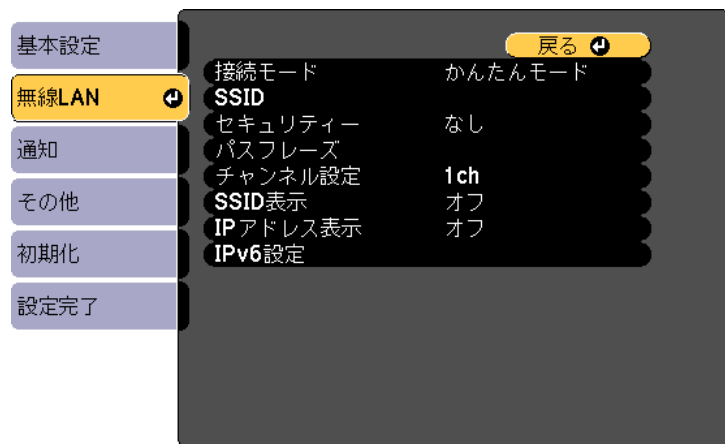 基本設定
無線LAN
通知
その他
初期化
設定完了
戻る
接続モード かんたんモード
SSID
セキュリティー なし
パスフレーズ
チャンネル設定 1ch
SSID表示 オフ
IPアドレス表示 オフ
IPv6設定